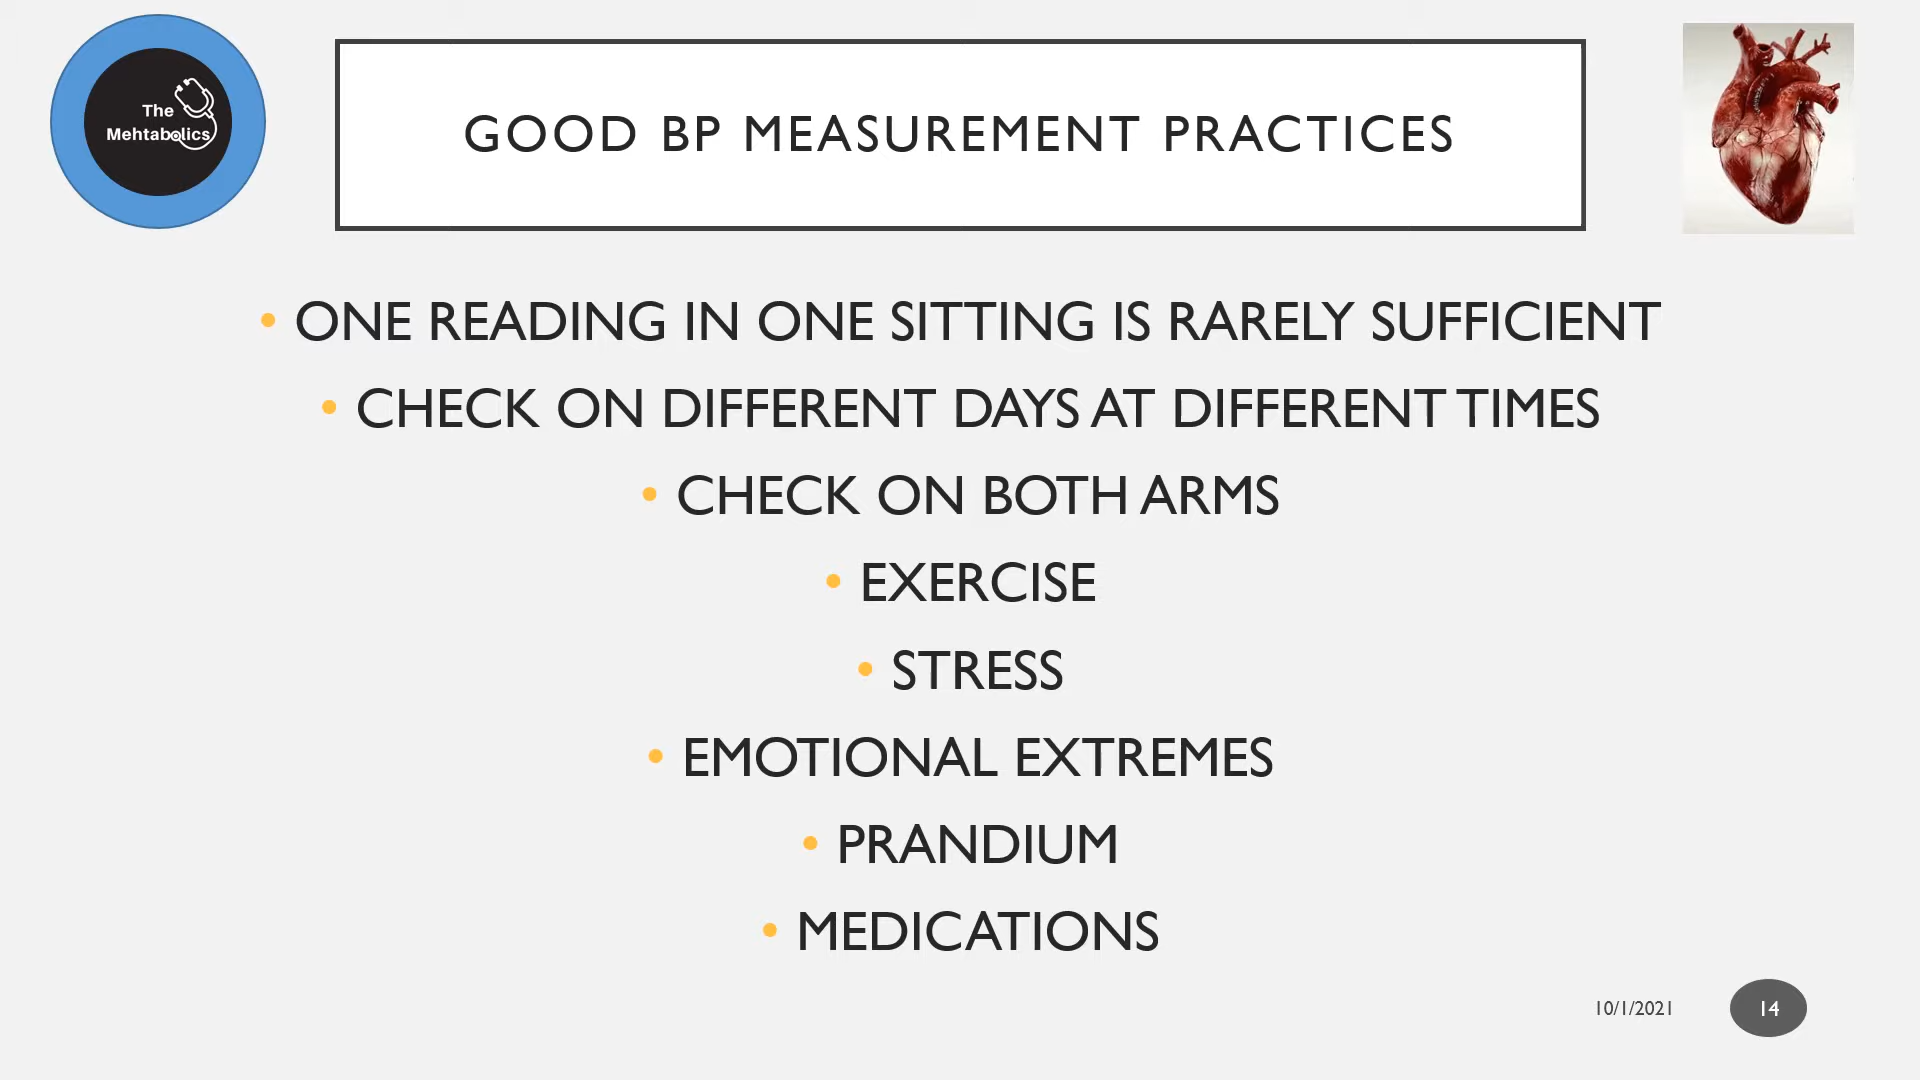 The
Mehtabolics
GOOD BP MEASUREMENT PRACTICES
• ONE READING IN ONE SITTING IS RARELY SUFFICIENT
• CHECK ON DIFFERENT DAYS AT DIFFERENT TIMES
• CHECK ON BOTH ARMS
• EXERCISE
• STRESS
• EMOTIONAL EXTREMES
• PRANDIUM
• MEDICATIONS
10/1/2021
14